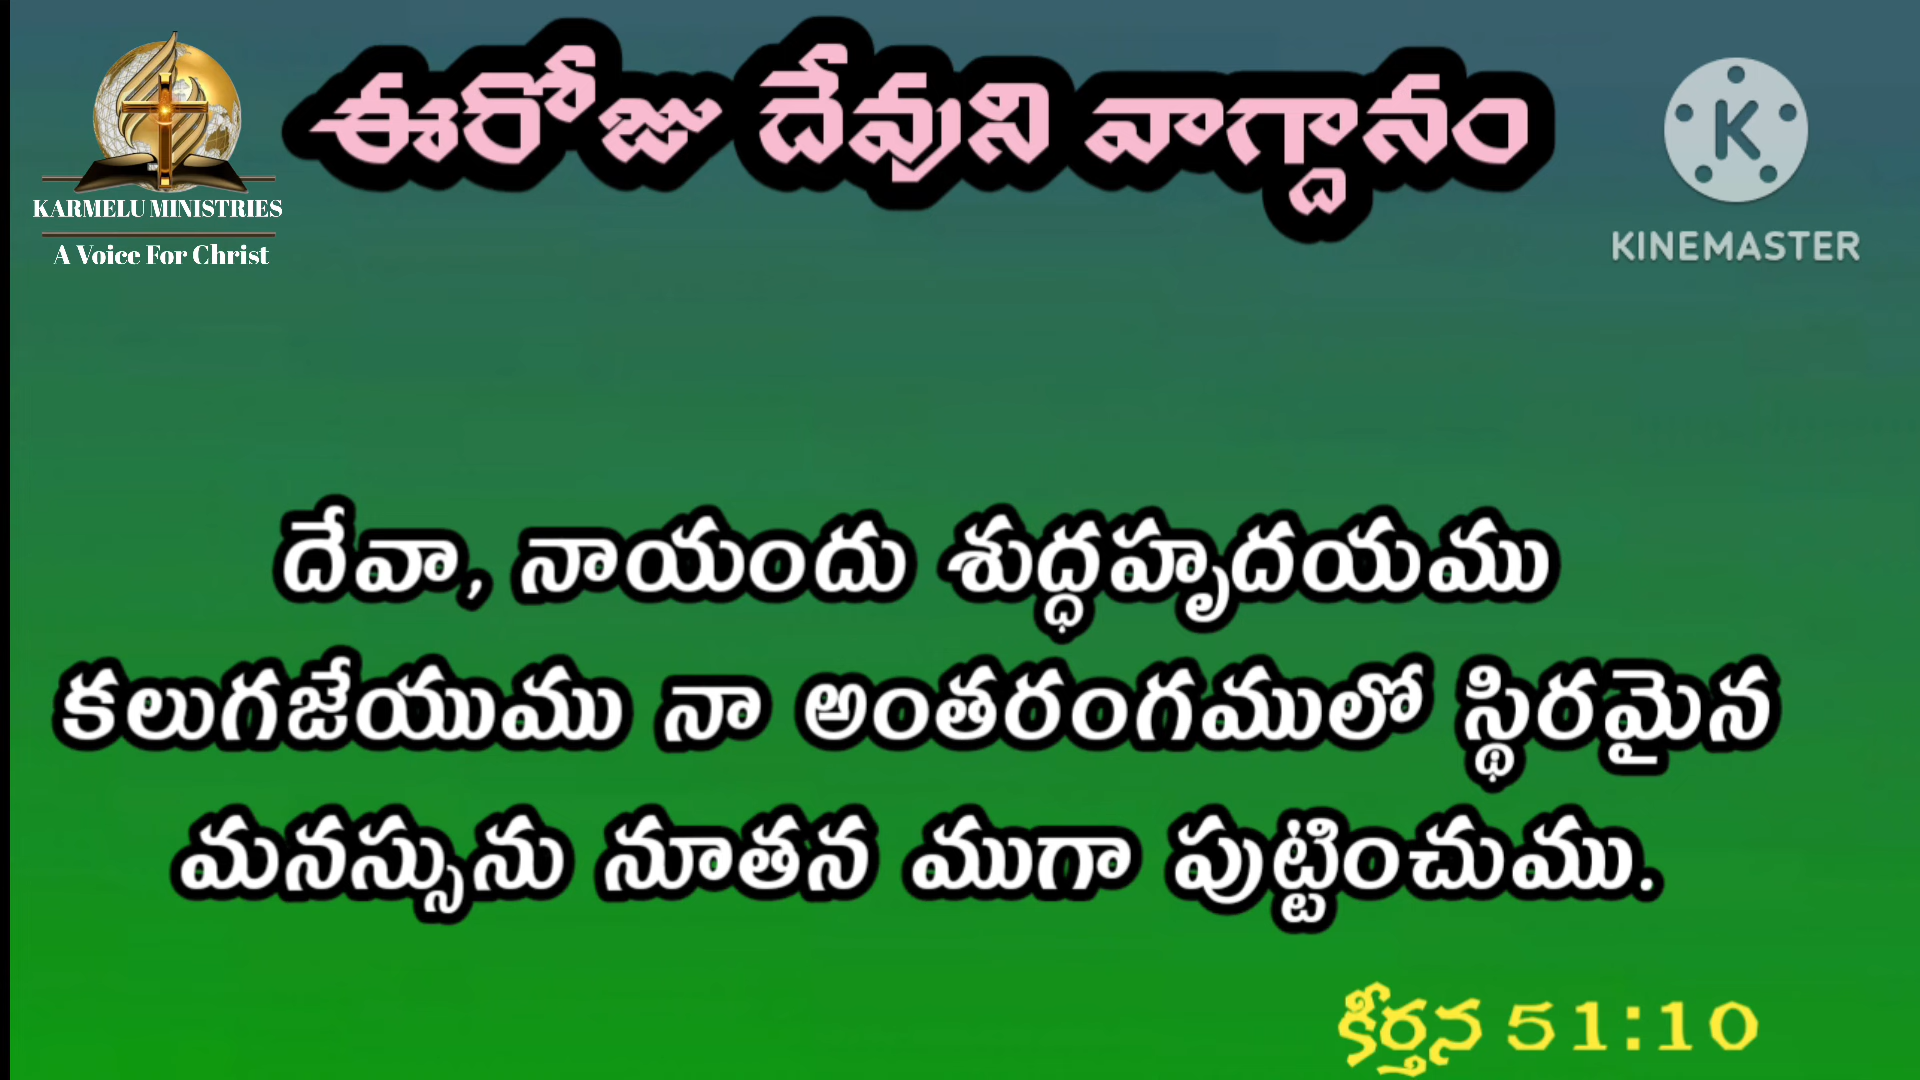 ఈరోజు దేవుని వాగ్దానం
KARMELU MINISTRIES
A Voice For Christ
K
KINEMASTER
దేవా, నాయందు శుద్ధహృదయము
కలుగజేయుము నా అంతరంగములో స్థిరమైన
మనస్సును నూతన ముగా పుట్టించుము.
కీర్తన 51:10